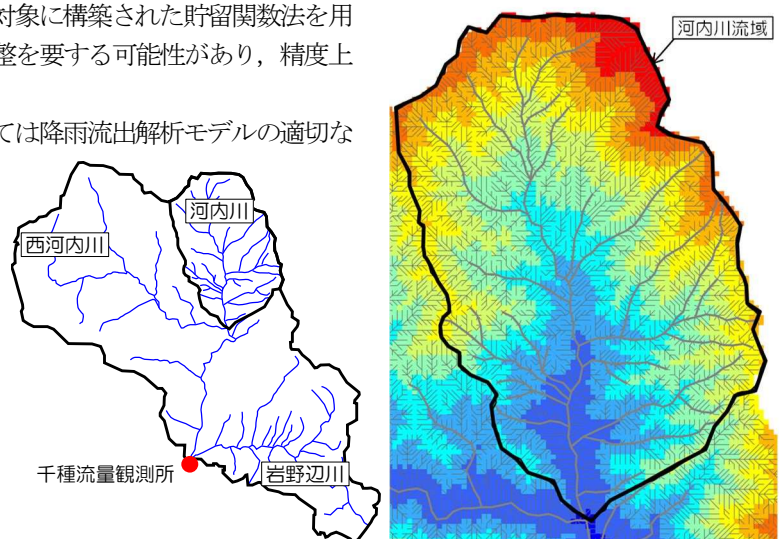 対象に構築された貯留関数法を用
整を要する可能性があり，精度上
ては降雨流出解析モデルの適切な
河内川流域
河内川
西河内川
千種流量観測所
岩野辺川